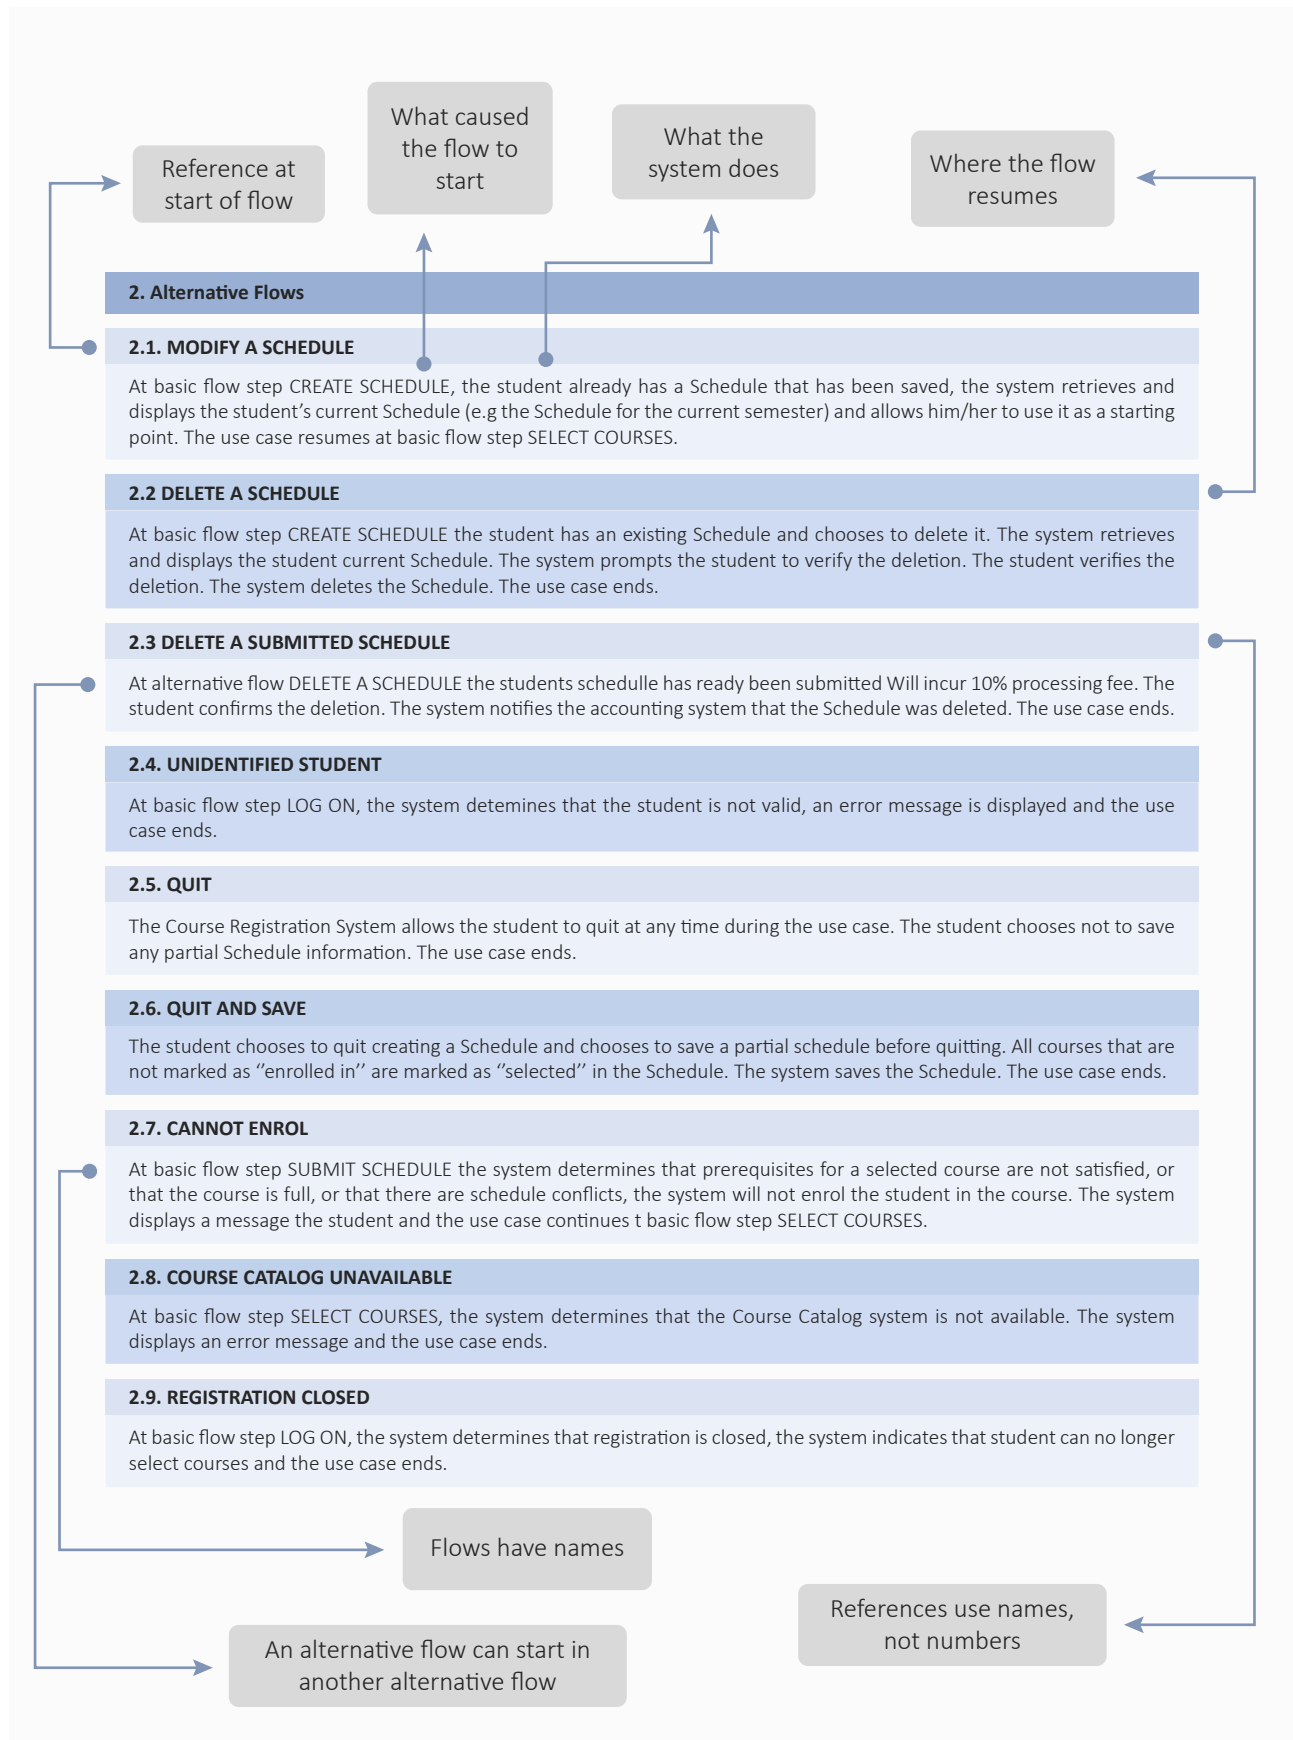 What caused
the flow to
start
What the
system does
Where the flow
resumes
Reference at
start of flow
2. Alternative Flows
2.1. MODIFY A SCHEDULE
At basic flow step CREATE SCHEDULE, the student already has a Schedule that has been saved, the system retrieves and
displays the student’s current Schedule (e.g the Schedule for the current semester) and allows him/her to use it as a starting
point. The use case resumes at basic flow step SELECT COURSES.
2.2 DELETE A SCHEDULE
At basic flow step CREATE SCHEDULE the student has an existing Schedule and chooses to delete it. The system retrieves
and displays the student current Schedule. The system prompts the student to verify the deletion. The student verifies the
deletion. The system deletes the Schedule. The use case ends.
2.3 DELETE A SUBMITTED SCHEDULE
At alternative flow DELETE A SCHEDULE the students schedulle has ready been submitted Will incur 10% processing fee. The
student confirms the deletion. The system notifies the accounting system that the Schedule was deleted. The use case ends.
2.4. UNIDENTIFIED STUDENT
At basic flow step LOG ON, the system detemines that the student is not valid, an error message is displayed and the use
case ends.
2.5. QUIT
The Course Registration System allows the student to quit at any time during the use case. The student chooses not to save
any partial Schedule information. The use case ends.
2.6. QUIT AND SAVE
The student chooses to quit creating a Schedule and chooses to save a partial schedule before quitting. All courses that are
not marked as ‘’enrolled in’’ are marked as ‘’selected’’ in the Schedule. The system saves the Schedule. The use case ends.
2.7. CANNOT ENROL
At basic flow step SUBMIT SCHEDULE the system determines that prerequisites for a selected course are not satisfied, or
that the course is full, or that there are schedule conflicts, the system will not enrol the student in the course. The system
displays a message the student and the use case continues t basic flow step SELECT COURSES.
2.8. COURSE CATALOG UNAVAILABLE
At basic flow step SELECT COURSES, the system determines that the Course Catalog system is not available. The system
displays an error message and the use case ends.
2.9. REGISTRATION CLOSED
At basic flow step LOG ON, the system determines that registration is closed, the system indicates that student can no longer
select courses and the use case ends.
Flows have names
References use names,
not numbers
An alternative flow can start in
another alternative flow